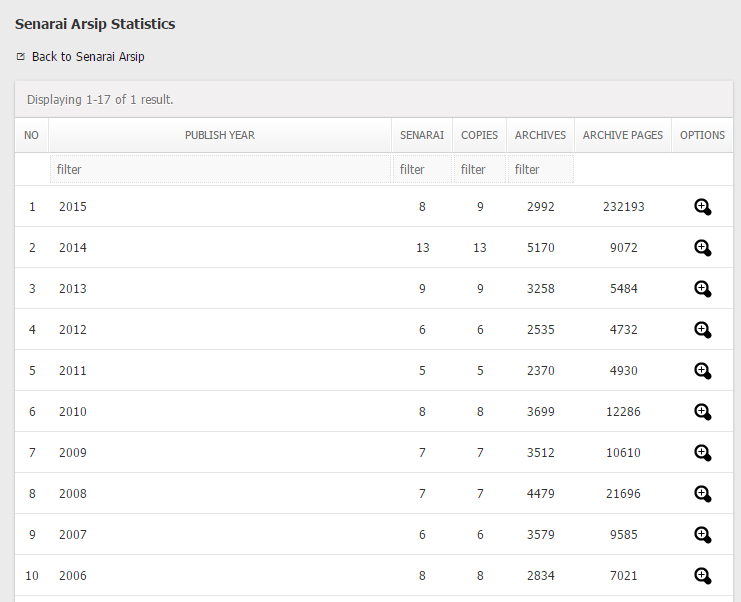 Senarai Arsip Statistics
Back to Senarai Arsip
Displaying 1-17 of 1 result.
NO PUBLISH YEAR SENARAI COPIES ARCHIVES ARCHIVE PAGES OPTIONS
filter filter filter filter
1 2015 8 9 2992 232193
2 2014 13 13 5170 9072
3 2013 9 9 3258 5484
4 2012 6 6 2535 4732
5 2011 5 5 2370 4930
6 2010 8 8 3699 12286
7 2009 7 7 3512 10610
8 2008 7 7 4479 21696
9 2007 6 6 3579 9585
10 2006 8 8 2834 7021